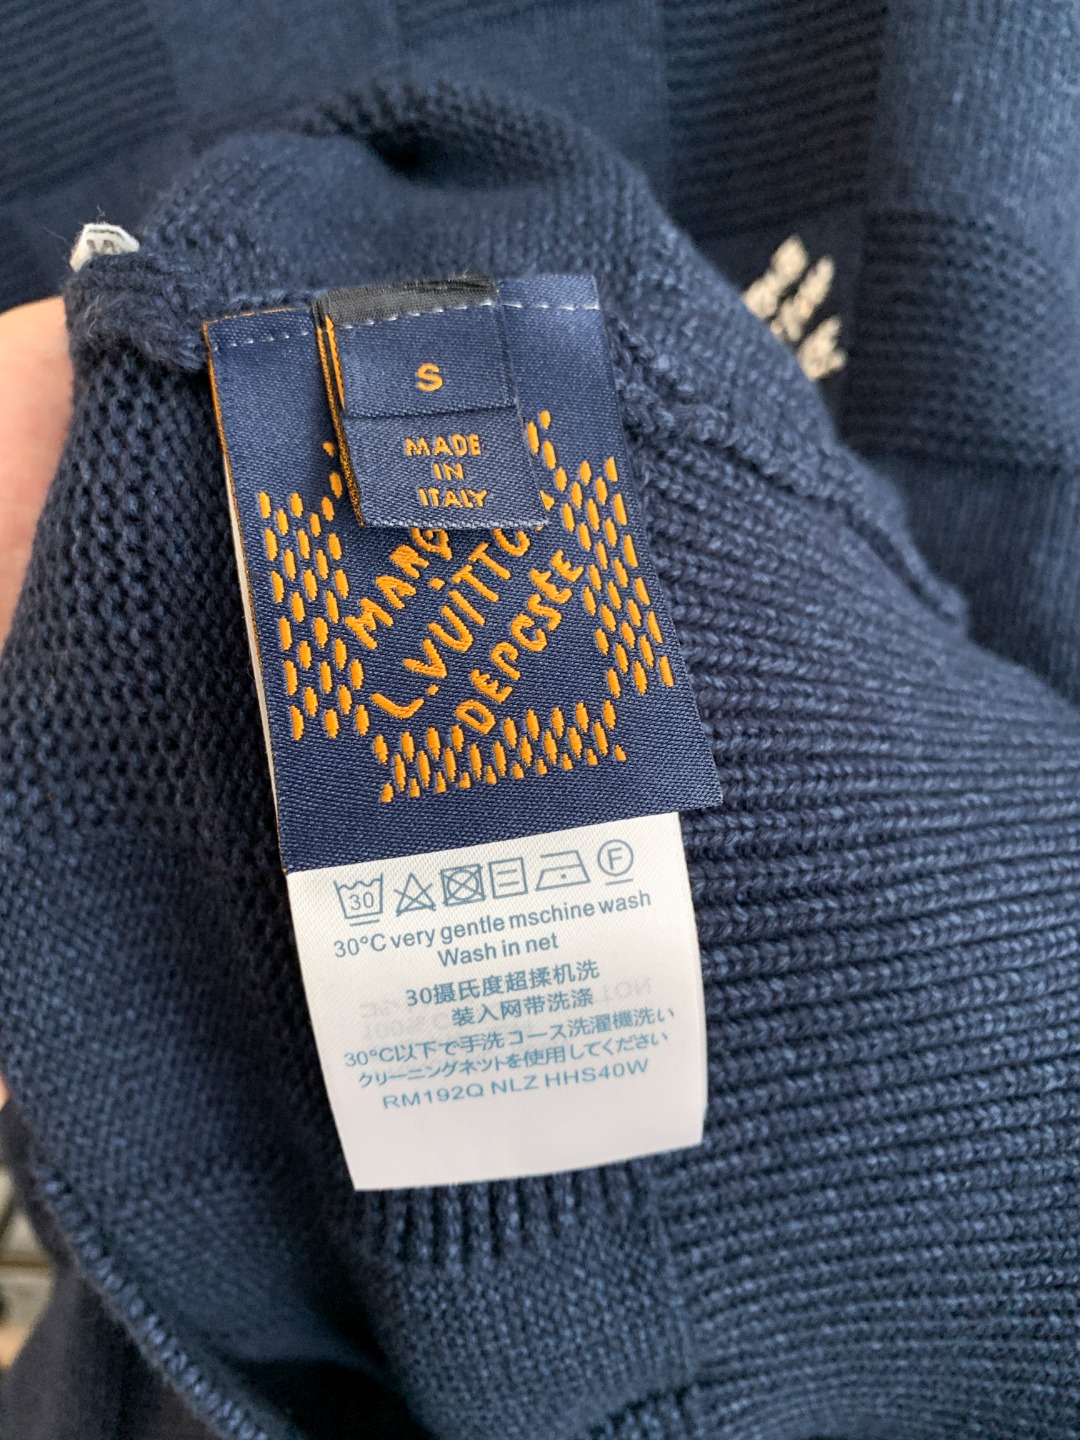 S
MADE
IN
ITALY
L.VUITTO
DEPCSTE
30
F
30°C very gentle mschine wash
Wash in net
30摄氏度超揉机洗
装入网带洗涤
30°C以下で手洗コース洗濯機洗い
クリーニングネットを使用してください
RM192Q NLZ HHS40W